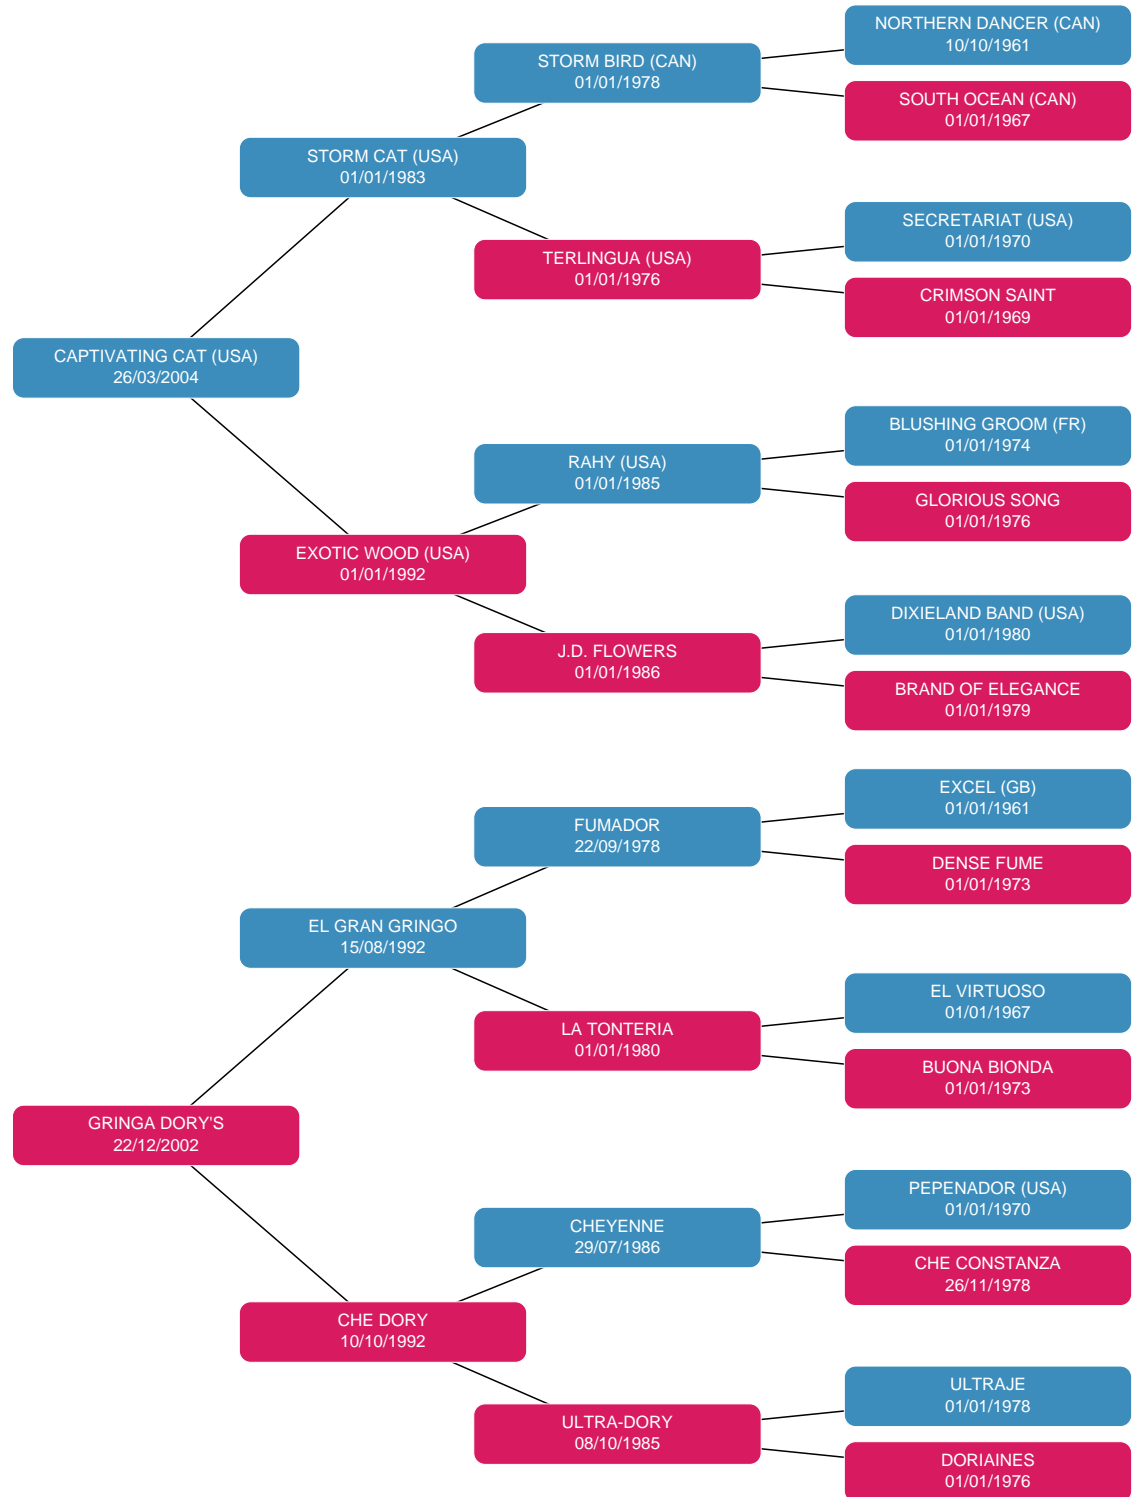 NORTHERN DANCER (CAN)
10/10/1961
STORM BIRD (CAN)
01/01/1978
SOUTH OCEAN (CAN)
01/01/1967
STORM CAT (USA)
01/01/1983
SECRETARIAT (USA)
01/01/1970
TERLINGUA (USA)
01/01/1976
CRIMSON SAINT
01/01/1969
CAPTIVATING CAT (USA)
26/03/2004
BLUSHING GROOM (FR)
01/01/1974
RAHY (USA)
01/01/1985
GLORIOUS SONG
01/01/1976
EXOTIC WOOD (USA)
01/01/1992
DIXIELAND BAND (USA)
01/01/1980
J.D. FLOWERS
01/01/1986
BRAND OF ELEGANCE
01/01/1979
EXCEL (GB)
01/01/1961
FUMADOR
22/09/1978
DENSE FUME
01/01/1973
EL GRAN GRINGO
15/08/1992
EL VIRTUOSO
01/01/1967
LA TONTERIA
01/01/1980
BUONA BIONDA
01/01/1973
GRINGA DORY'S
22/12/2002
PEPENADOR (USA)
01/01/1970
CHEYENNE
29/07/1986
CHE CONSTANZA
26/11/1978
CHE DORY
10/10/1992
ULTRAJE
01/01/1978
ULTRA-DORY
08/10/1985
DORIAINES
01/01/1976